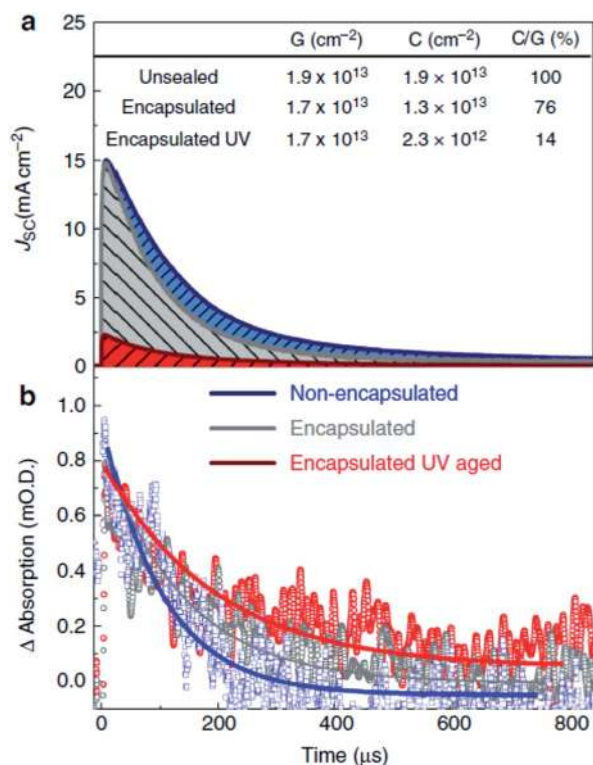 a
G (cm⁻²) C (cm⁻²) C/G (%)
Unsealed 1.9 x 10¹³ 1.9 × 10¹³ 100
Encapsulated 1.7 x 10¹³ 1.3 × 10¹³ 76
Encapsulated UV 1.7 x 10¹³ 2.3 × 10¹² 14
25
20
15
10
5
0
J_SC(mA cm⁻²)
b
Non-encapsulated
Encapsulated
Encapsulated UV aged
1.0
0.8
0.6
0.4
0.2
0.0
Δ Absorption (mO.D.)
0 200 400 600 800
Time (μs)